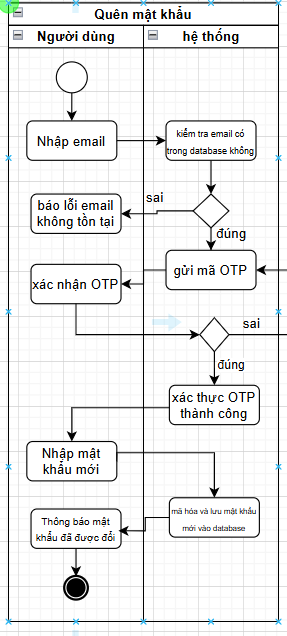 Quên mật khẩu
Người dùng
hệ thống
Nhập email
kiểm tra email có
trong database không
sai
báo lỗi email
không tồn tại
đúng
gửi mã OTP
xác nhận OTP
sai
đúng
xác thực OTP
thành công
Nhập mật
khẩu mới
mã hóa và lưu mật khẩu
mới vào database
Thông báo mật
khẩu đã được đổi